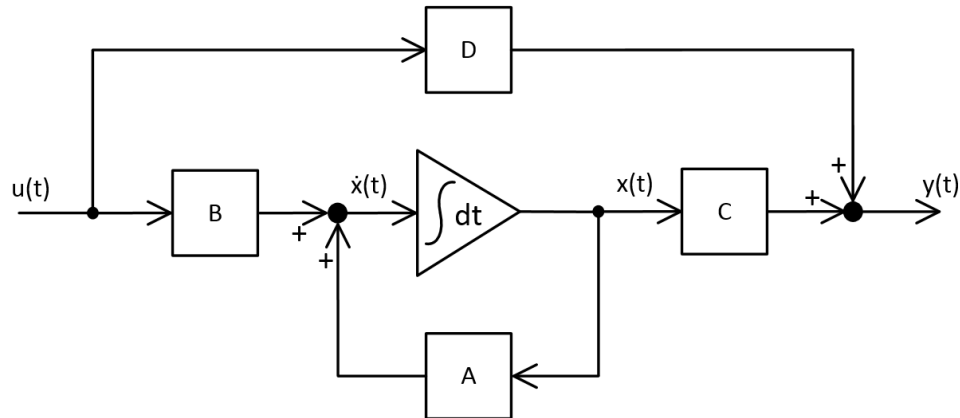 D
u(t)
B
+
+
ẋ(t)
∫dt
x(t)
C
+
+
y(t)
A